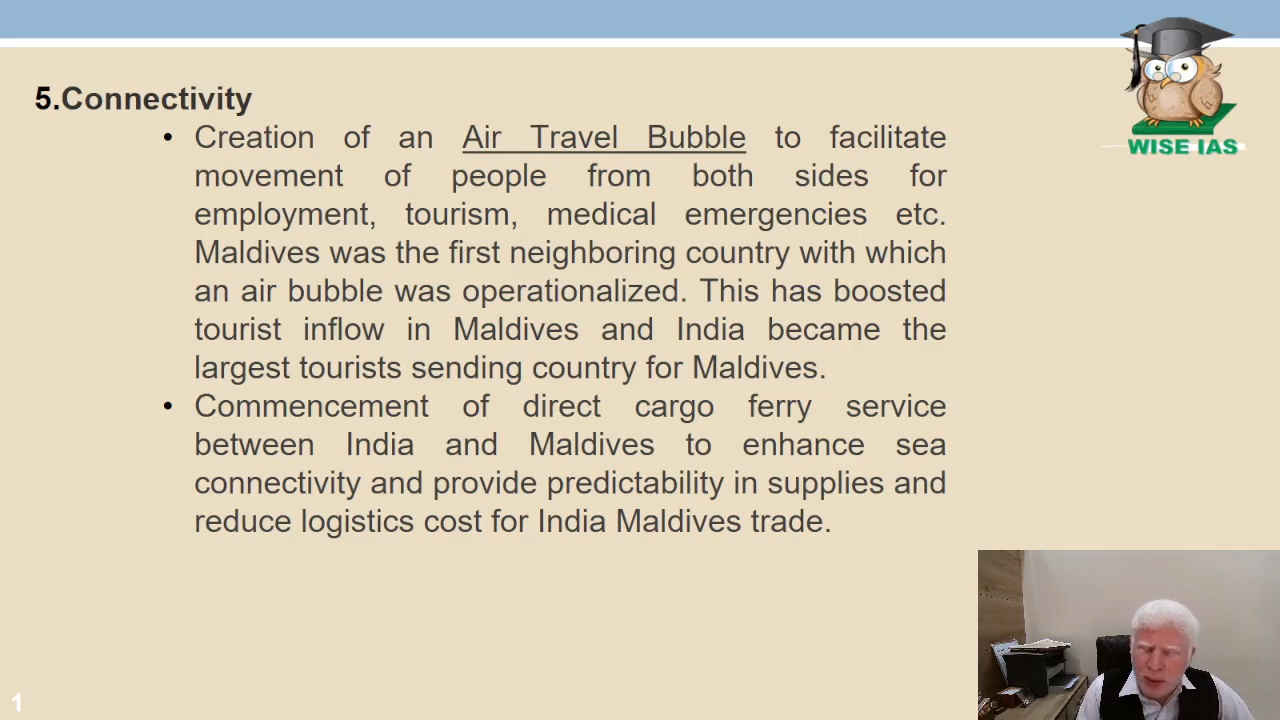 WISE IAS
5.Connectivity
• Creation of an Air Travel Bubble to facilitate
movement of people from both sides for
employment, tourism, medical emergencies etc.
Maldives was the first neighboring country with which
an air bubble was operationalized. This has boosted
tourist inflow in Maldives and India became the
largest tourists sending country for Maldives.
• Commencement of direct cargo ferry service
between India and Maldives to enhance sea
connectivity and provide predictability in supplies and
reduce logistics cost for India Maldives trade.
1